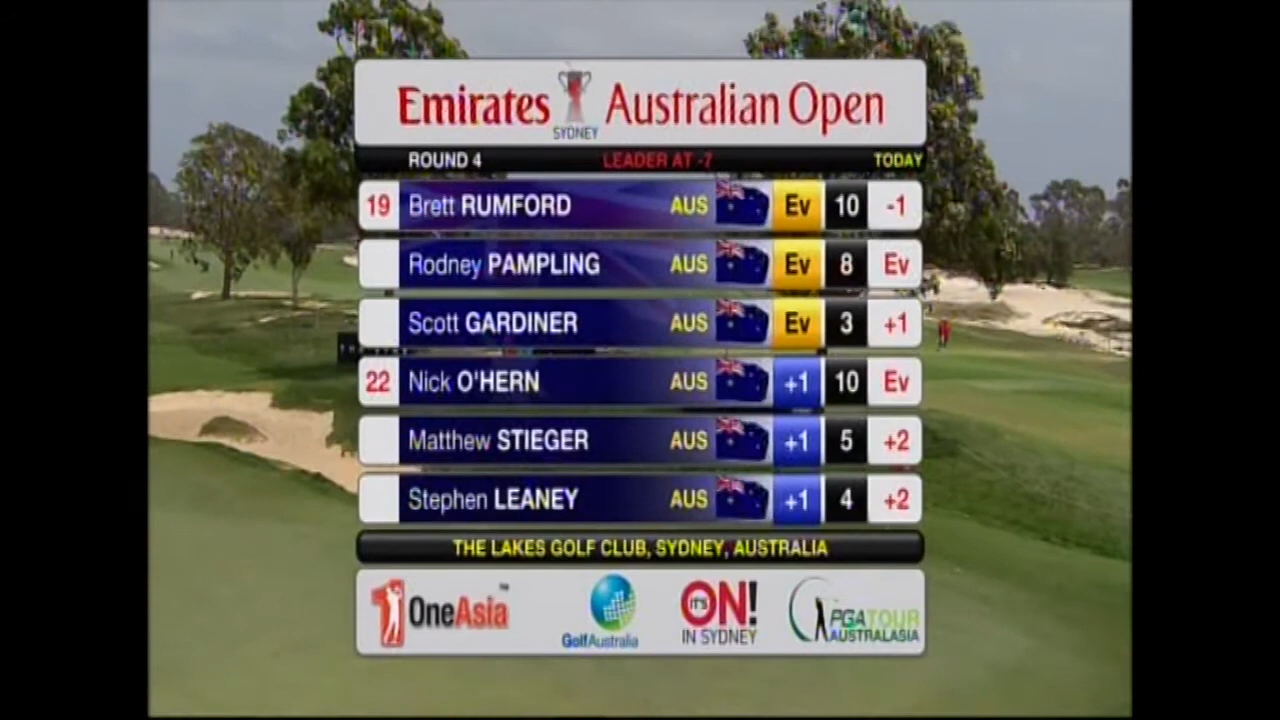 Emirates Australian Open
SYDNEY
ROUND 4 LEADER AT -7 TODAY
19 Brett RUMFORD AUS Ev 10 -1
Rodney PAMPLING AUS Ev 8 Ev
Scott GARDINER AUS Ev 3 +1
22 Nick O'HERN AUS +1 10 Ev
Matthew STIEGER AUS +1 5 +2
Stephen LEANEY AUS +1 4 +2
THE LAKES GOLF CLUB, SYDNEY, AUSTRALIA
1 OneAsia™
GolfAustralia
IT'S ON!
IN SYDNEY
PGA TOUR
AUSTRALASIA